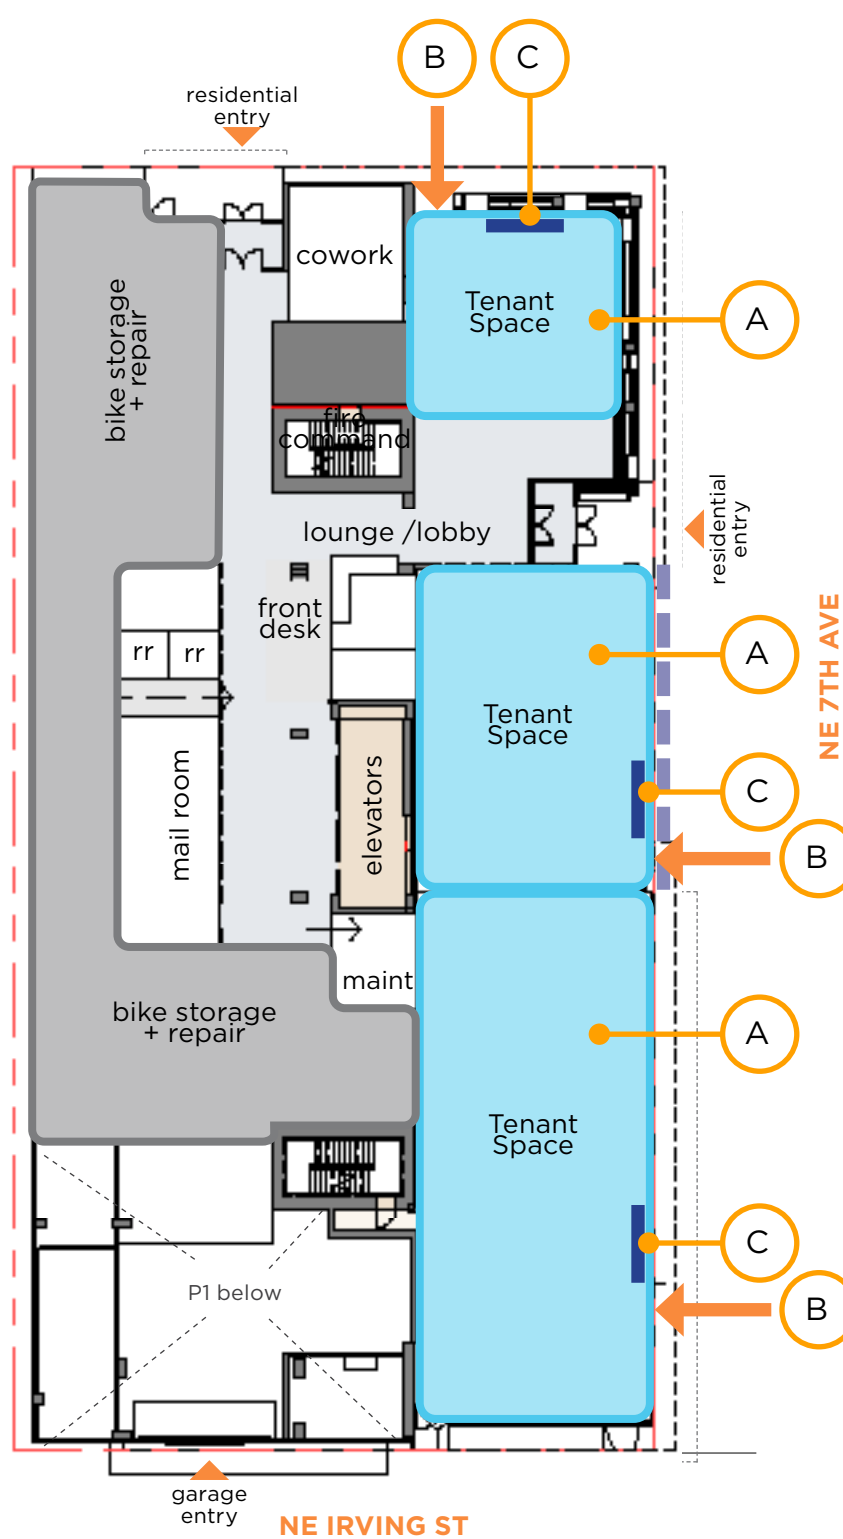 B
C
residential
entry
cowork
Tenant
Space
A
bike storage
+ repair
fire
command
lounge /lobby
residential
entry
front
desk
rr
rr
A
NE 7TH AVE
Tenant
Space
mail room
elevators
C
B
maint
bike storage
+ repair
A
Tenant
Space
C
P1 below
B
garage
entry
NE IRVING ST